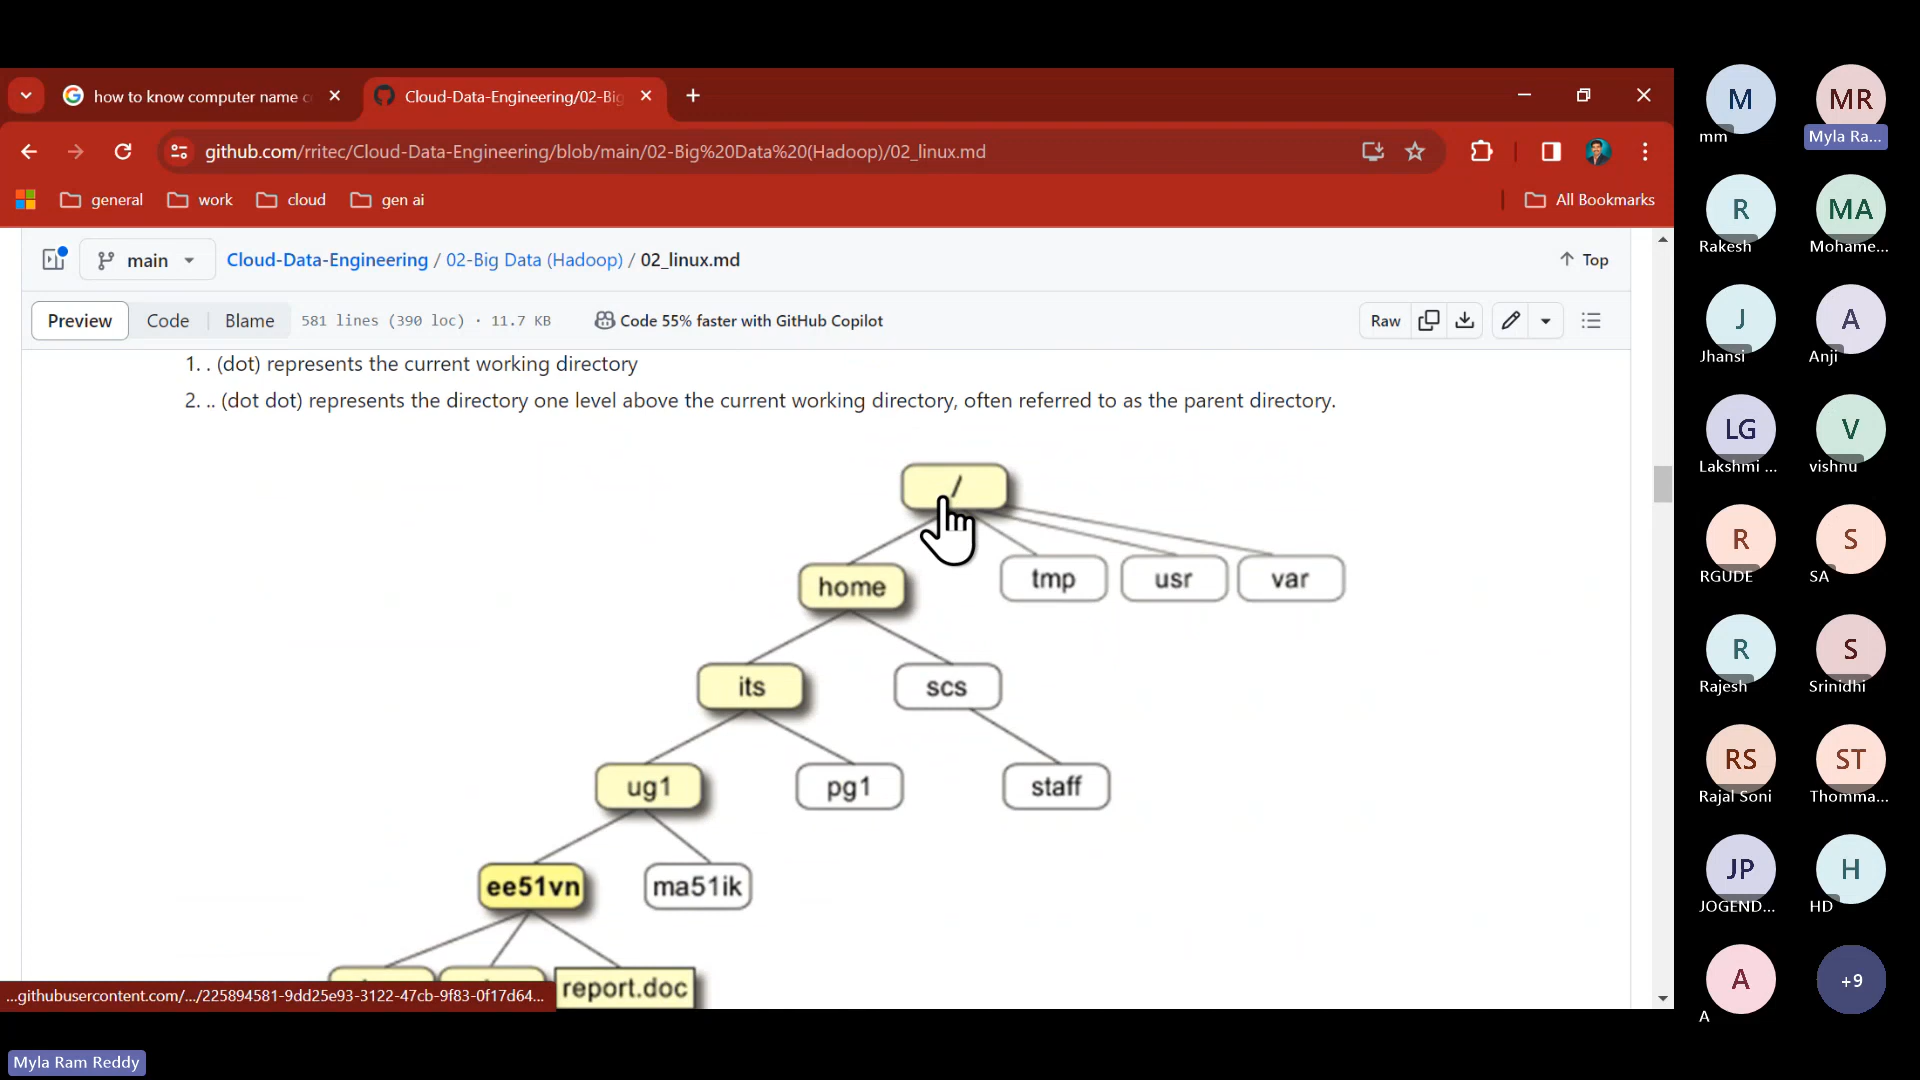 how to know computer name o
Cloud-Data-Engineering/02-Bi
github.com/rritec/Cloud-Data-Engineering/blob/main/02-Big%20Data%20(Hadoop)/02_linux.md
general
work
cloud
gen ai
All Bookmarks
main
Cloud-Data-Engineering / 02-Big Data (Hadoop) / 02_linux.md
Top
Preview
Code
Blame
581 lines (390 loc) · 11.7 KB
Code 55% faster with GitHub Copilot
Raw
1. . (dot) represents the current working directory
2. .. (dot dot) represents the directory one level above the current working directory, often referred to as the parent directory.
/
home
tmp
usr
var
its
scs
ug1
pg1
staff
ee51vn
ma51ik
report.doc
...githubusercontent.com/.../225894581-9dd25e93-3122-47cb-9f83-0f17d64...
M
mm
MR
Myla Ra...
R
Rakesh
MA
Mohame...
J
Jhansi
A
Anji
LG
Lakshmi ...
V
vishnu
R
RGUDE
S
SA
R
Rajesh
S
Srinidhi
RS
Rajal Soni
ST
Thomma...
JP
JOGEND...
H
HD
A
A
+9
Myla Ram Reddy